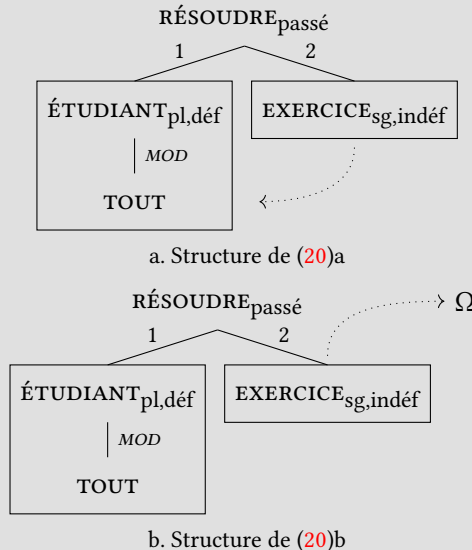 RÉSOUDREpassé
1 2
ÉTUDIANTpl,déf EXERCICEsg,indéf
MOD
TOUT
a. Structure de (20)a
RÉSOUDREpassé
Ω
1 2
ÉTUDIANTpl,déf EXERCICEsg,indéf
MOD
TOUT
b. Structure de (20)b